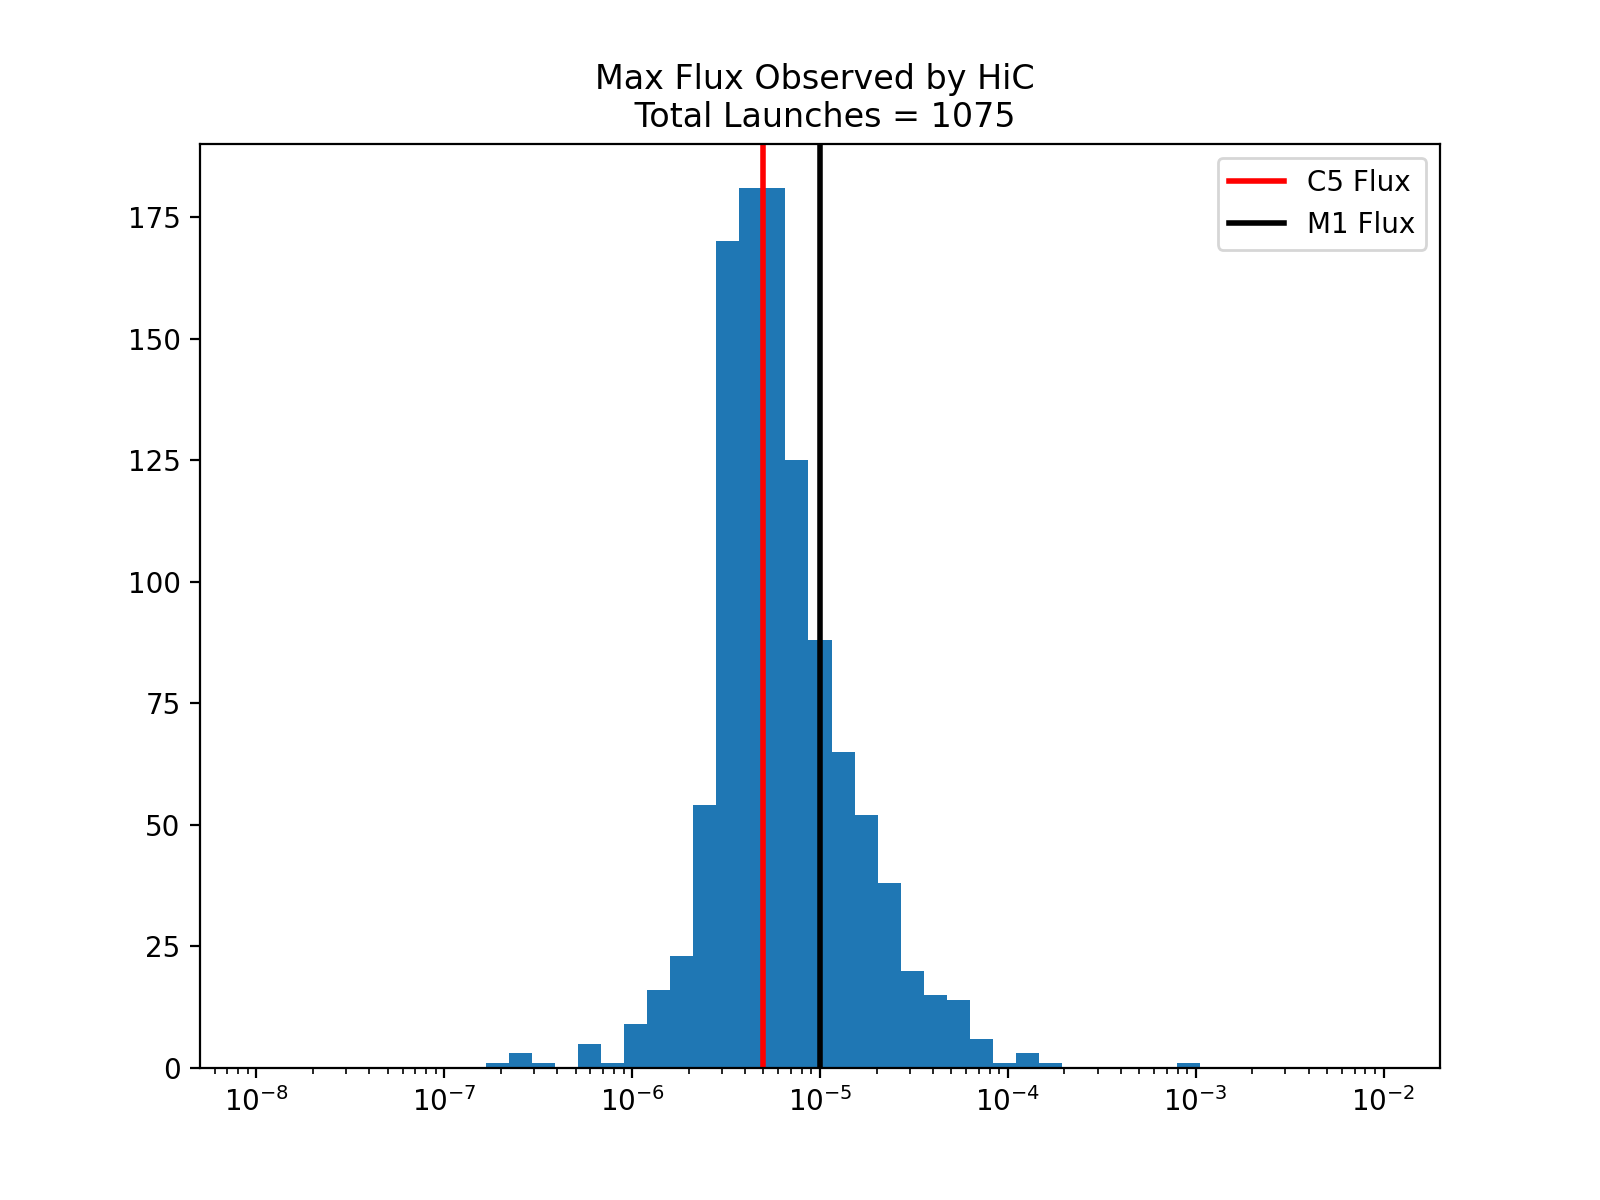 Max Flux Observed by HiC
Total Launches = 1075
C5 Flux
M1 Flux
175
150
125
100
75
50
25
0
10⁻⁸ 10⁻⁷ 10⁻⁶ 10⁻⁵ 10⁻⁴ 10⁻³ 10⁻²